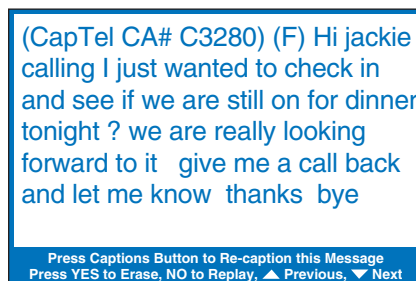 (CapTel CA# C3280) (F) Hi jackie
calling I just wanted to check in
and see if we are still on for dinner
tonight ? we are really looking
forward to it   give me a call back
and let me know  thanks  bye
Press Captions Button to Re-caption this Message
Press YES to Erase, NO to Replay, ▲ Previous, ▼ Next